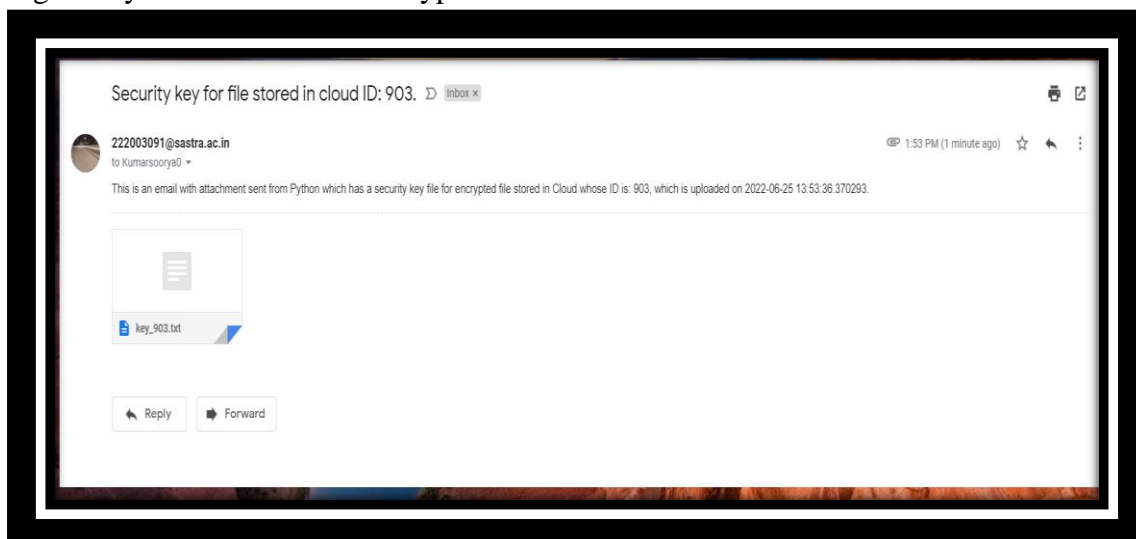 Security key for file stored in cloud ID: 903. Inbox ×
222003091@sastra.ac.in 1:53 PM (1 minute ago)
to Kumarsoorya0
This is an email with attachment sent from Python which has a security key file for encrypted file stored in Cloud whose ID is: 903, which is uploaded on 2022-06-25 13:53:36.370293.
key_903.txt
Reply Forward